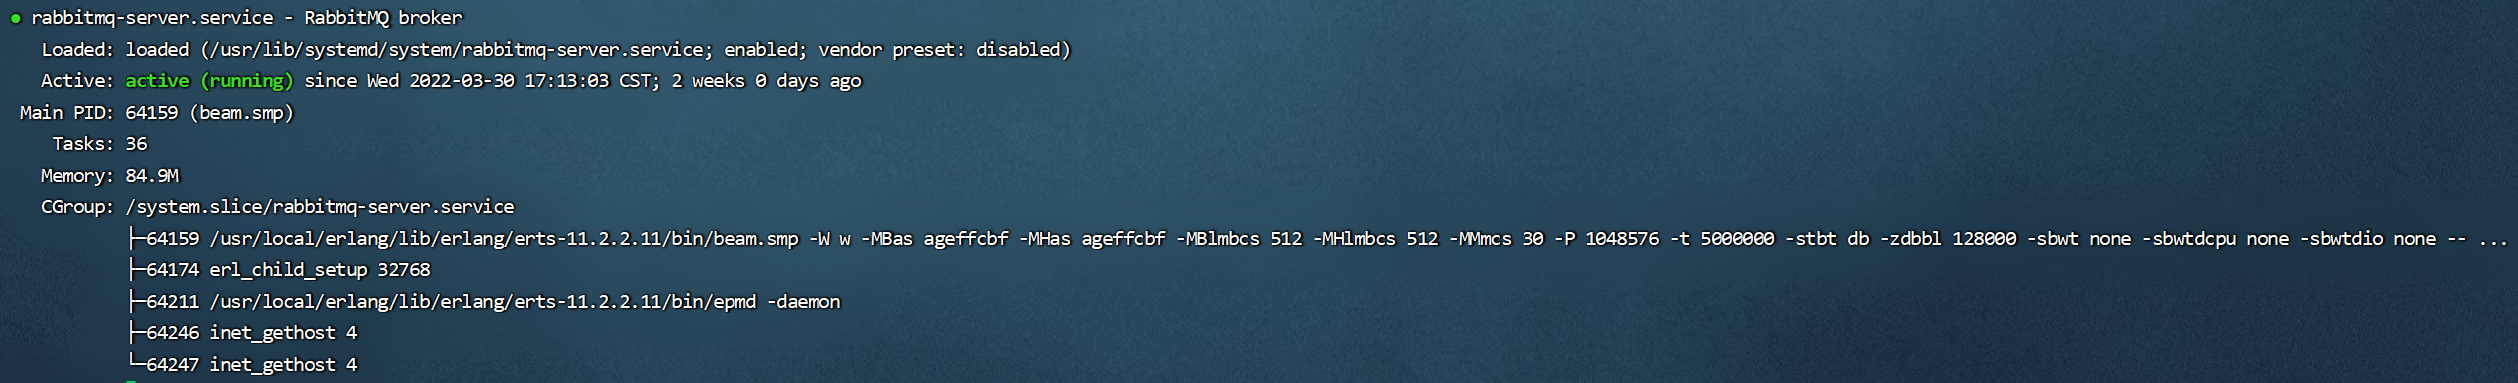 ● rabbitmq-server.service - RabbitMQ broker
Loaded: loaded (/usr/lib/systemd/system/rabbitmq-server.service; enabled; vendor preset: disabled)
Active: active (running) since Wed 2022-03-30 17:13:03 CST; 2 weeks 0 days ago
Main PID: 64159 (beam.smp)
Tasks: 36
Memory: 84.9M
CGroup: /system.slice/rabbitmq-server.service
├─64159 /usr/local/erlang/lib/erlang/erts-11.2.2.11/bin/beam.smp -W w -MBas ageffcbf -MHas ageffcbf -MBlmbcs 512 -MHlmbcs 512 -MMmcs 30 -P 1048576 -t 5000000 -stbt db -zdbbl 128000 -sbwt none -sbwtdcpu none -sbwtdio none -- ...
├─64174 erl_child_setup 32768
├─64211 /usr/local/erlang/lib/erlang/erts-11.2.2.11/bin/epmd -daemon
├─64246 inet_gethost 4
└─64247 inet_gethost 4